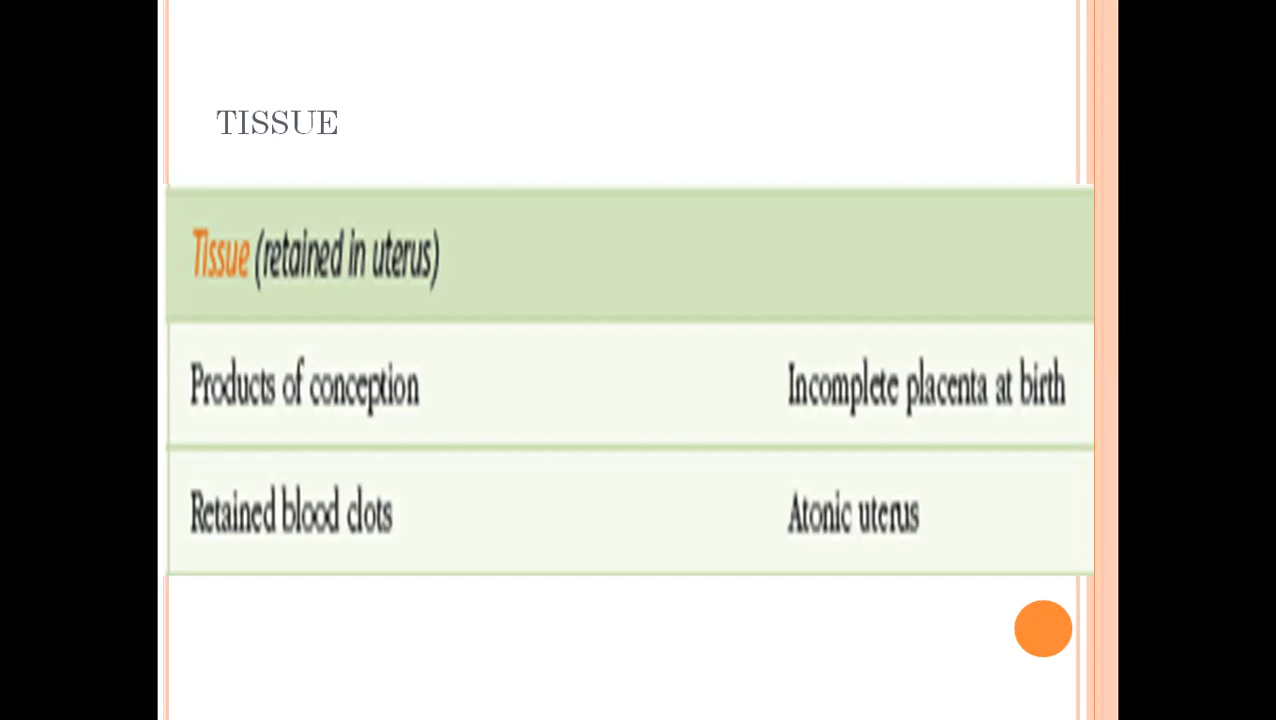 TISSUE
Tissue (retained in uterus)
Products of conception Incomplete placenta at birth
Retained blood clots Atonic uterus